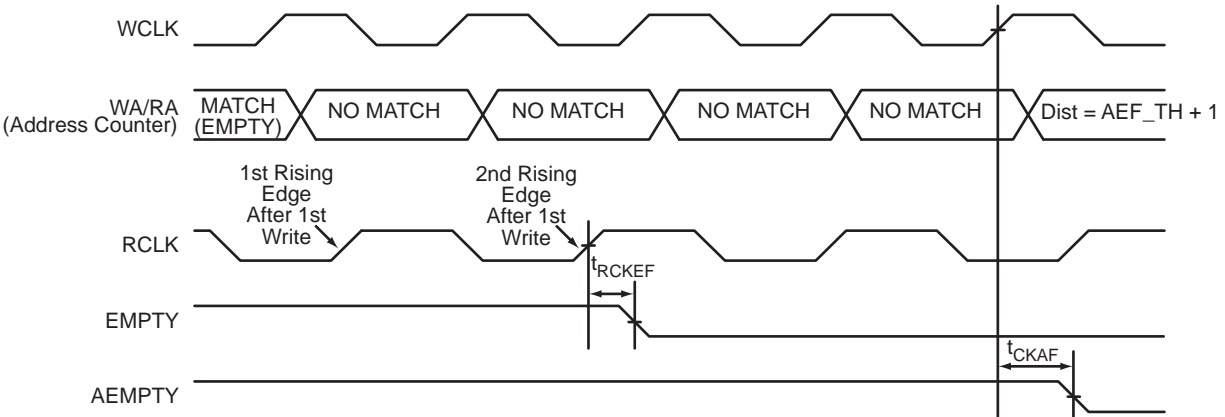 WCLK
WA/RA
(Address Counter)
MATCH
(EMPTY)
NO MATCH
NO MATCH
NO MATCH
NO MATCH
Dist = AEF_TH + 1
1st Rising
Edge
After 1st
Write
2nd Rising
Edge
After 1st
Write
RCLK
tRCKEF
EMPTY
tCKAF
AEMPTY